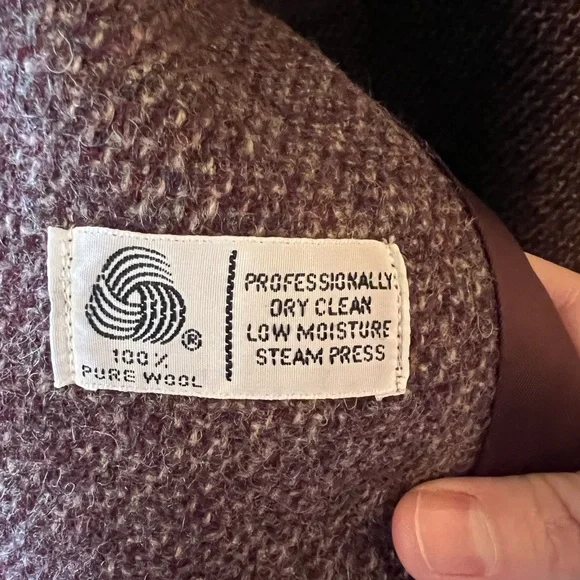 ®
100%
PURE WOOL
PROFESSIONALLY
DRY CLEAN
LOW MOISTURE
STEAM PRESS